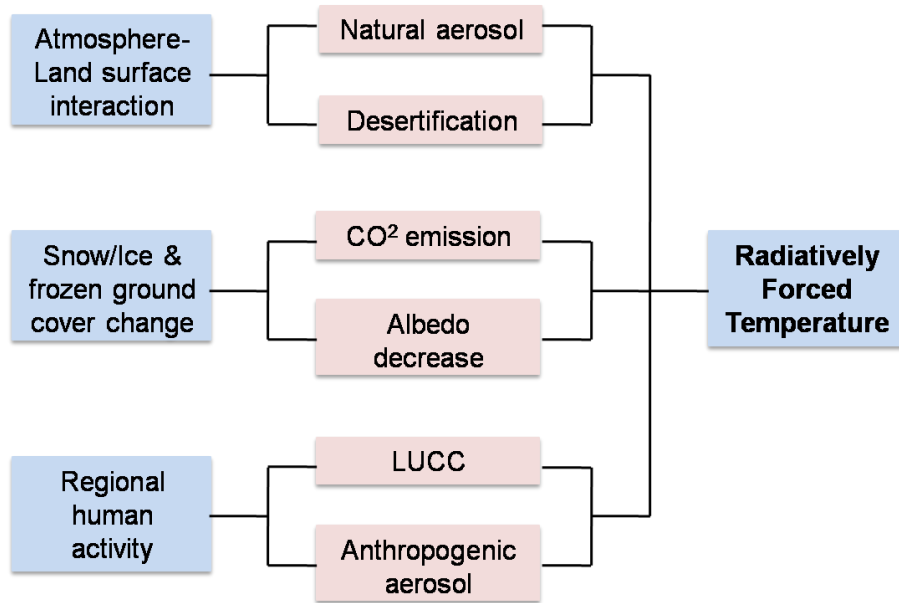 Atmosphere-
Land surface
interaction
Natural aerosol
Desertification
Snow/Ice &
frozen ground
cover change
CO² emission
Albedo
decrease
Radiatively
Forced
Temperature
Regional
human
activity
LUCC
Anthropogenic
aerosol